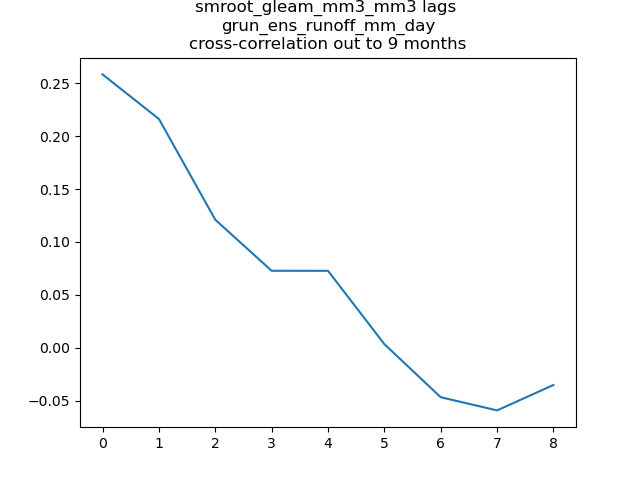 smroot_gleam_mm3_mm3 lags
grun_ens_runoff_mm_day
cross-correlation out to 9 months
0.25
0.20
0.15
0.10
0.05
0.00
−0.05
0 1 2 3 4 5 6 7 8